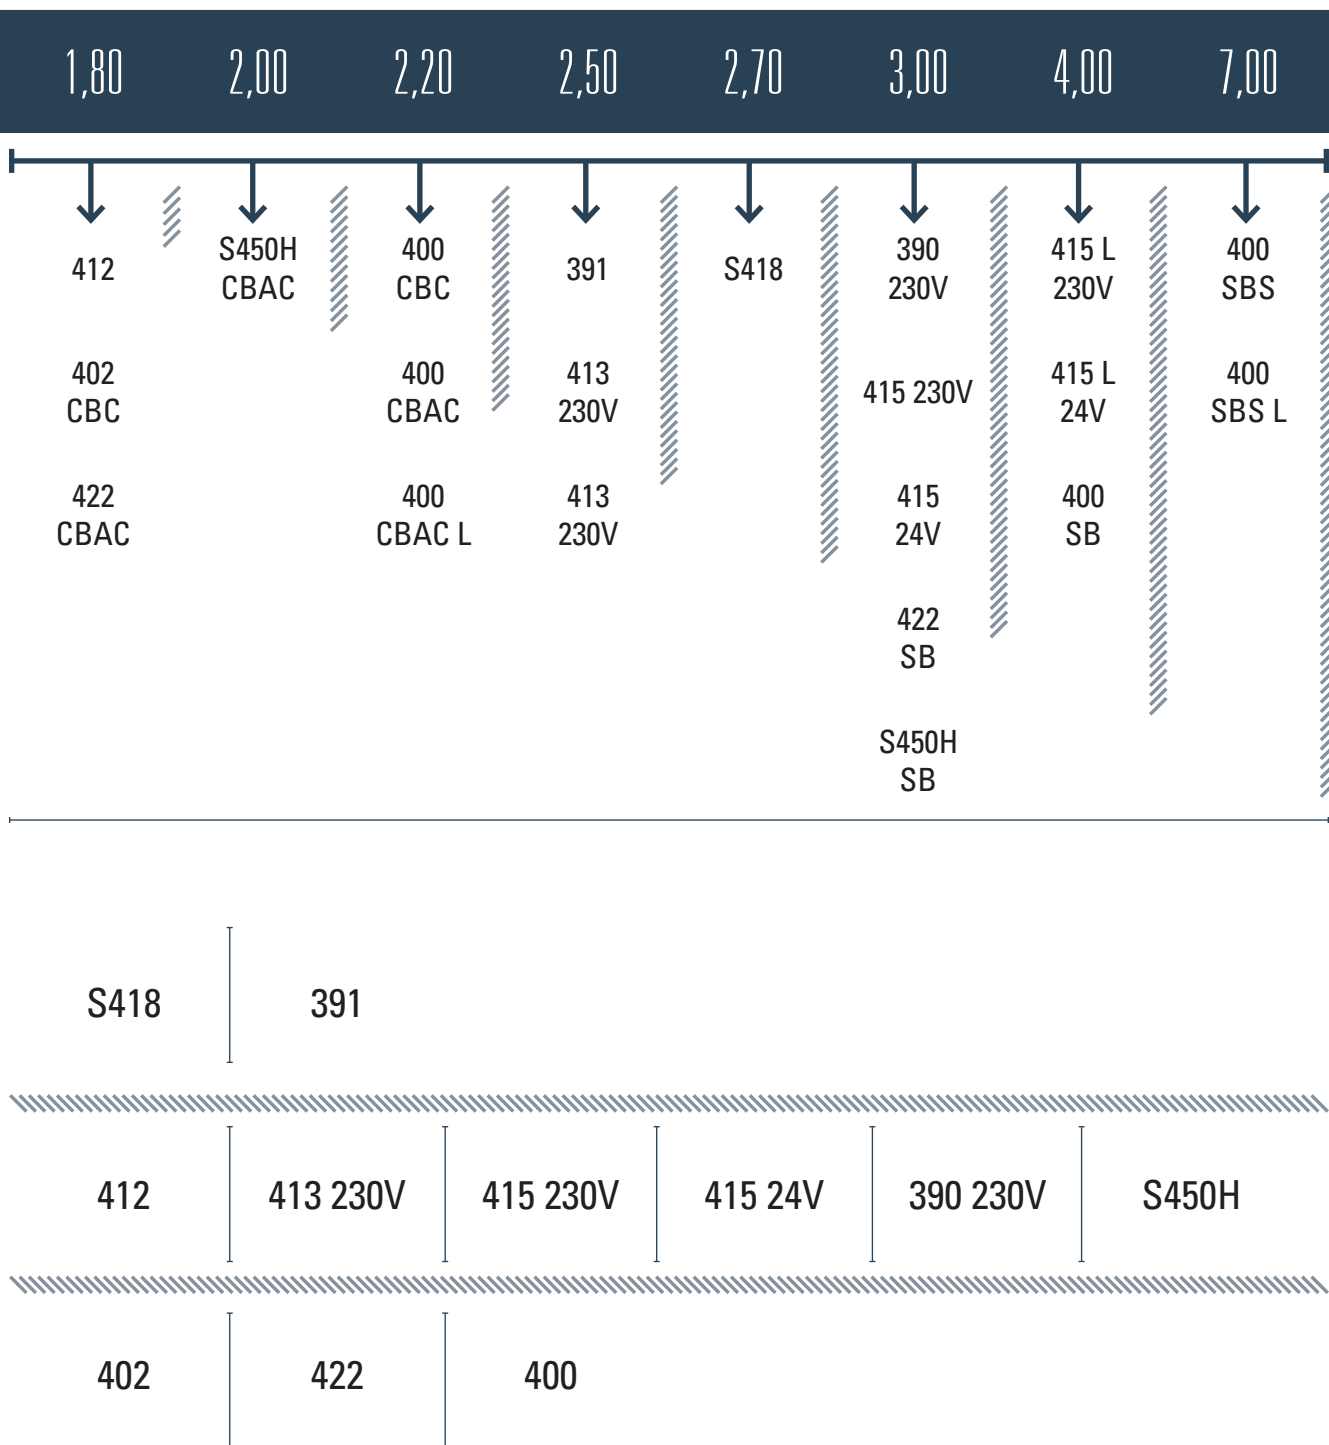 1,80 2,00 2,20 2,50 2,70 3,00 4,00 7,00
412
S450H
CBAC
400
CBC
391
S418
390
230V
415 L
230V
400
SBS
402
CBC
400
CBAC
413
230V
415 230V
415 L
24V
400
SBS L
422
CBAC
400
CBAC L
413
230V
415
24V
400
SB
422
SB
S450H
SB
S418 391
412 413 230V 415 230V 415 24V 390 230V S450H
402 422 400